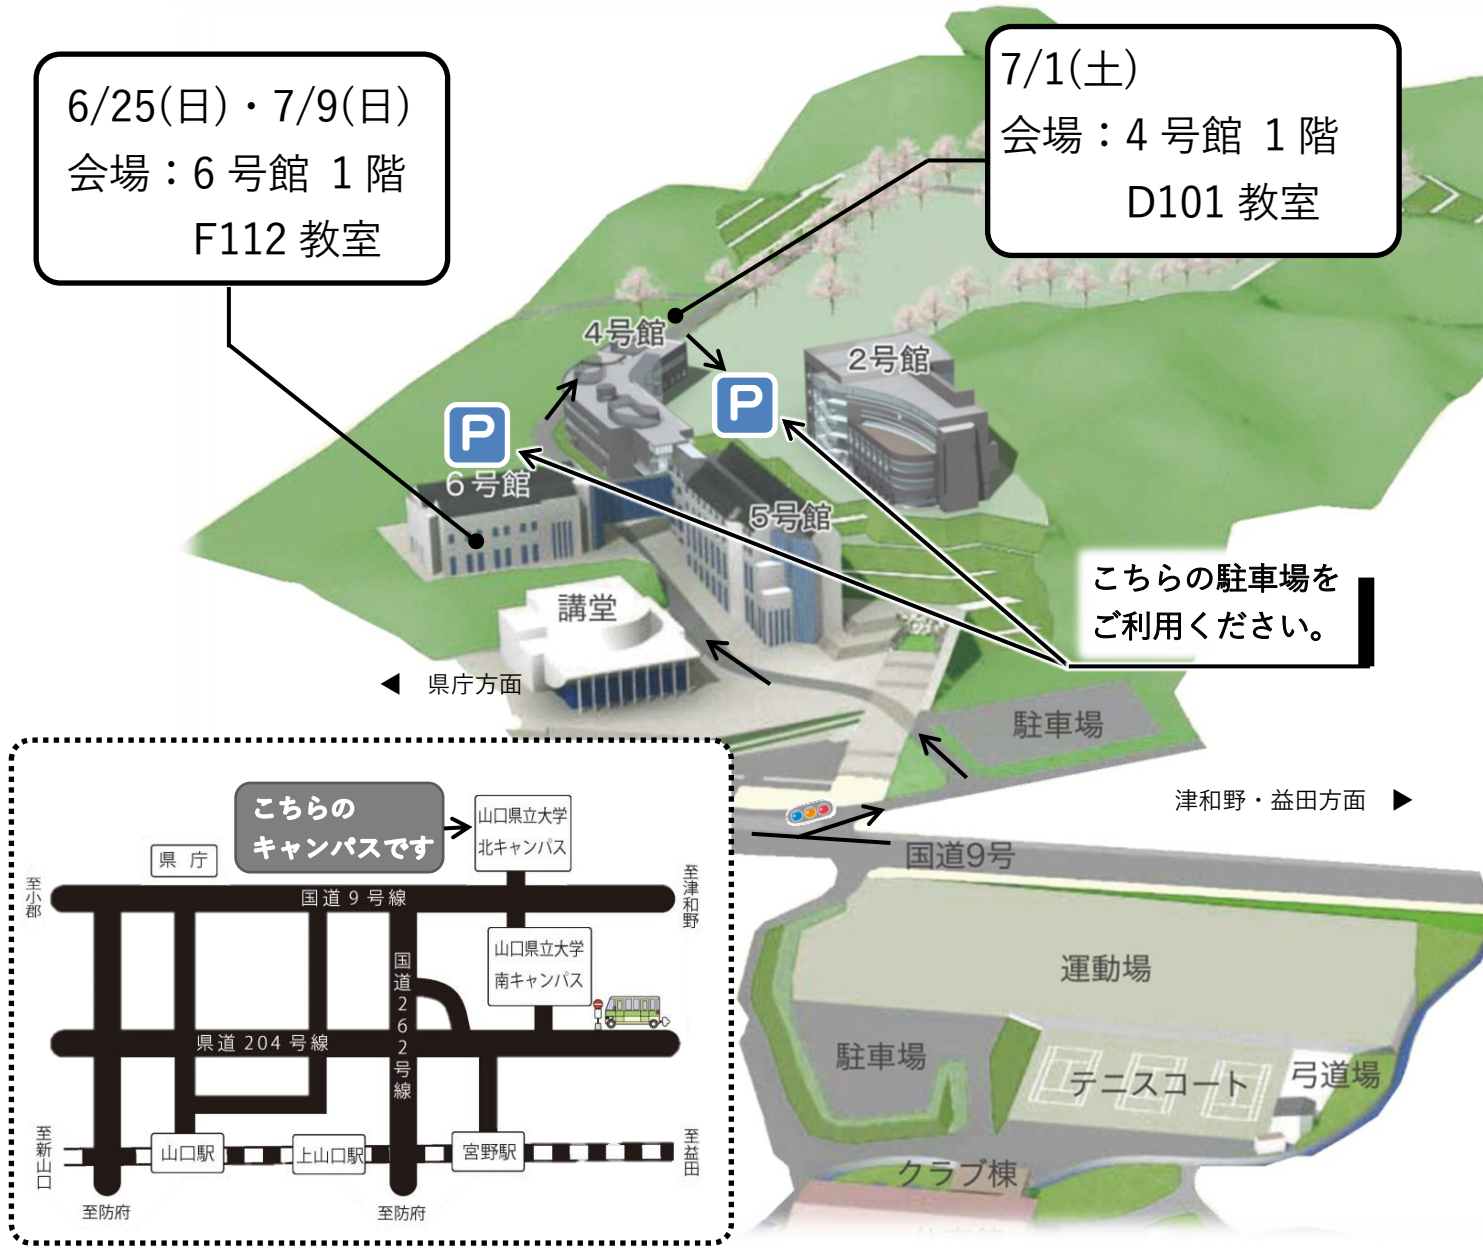 6/25(日)・7/9(日)
会場：6 号館 1 階
F112 教室
7/1(土)
会場：4 号館 1 階
D101 教室
4号館
2号館
P
P
6号館
5号館
講堂
こちらの駐車場を
ご利用ください。
◀ 県庁方面
駐車場
津和野・益田方面 ▶
国道9号
運動場
駐車場
テニスコート
弓道場
クラブ棟
こちらの
キャンパスです
山口県立大学
北キャンパス
県 庁
至小郡
国道 9 号線
至津和野
山口県立大学
南キャンパス
国道262号線
県道 204 号線
至新山口
山口駅
上山口駅
宮野駅
至益田
至防府
至防府